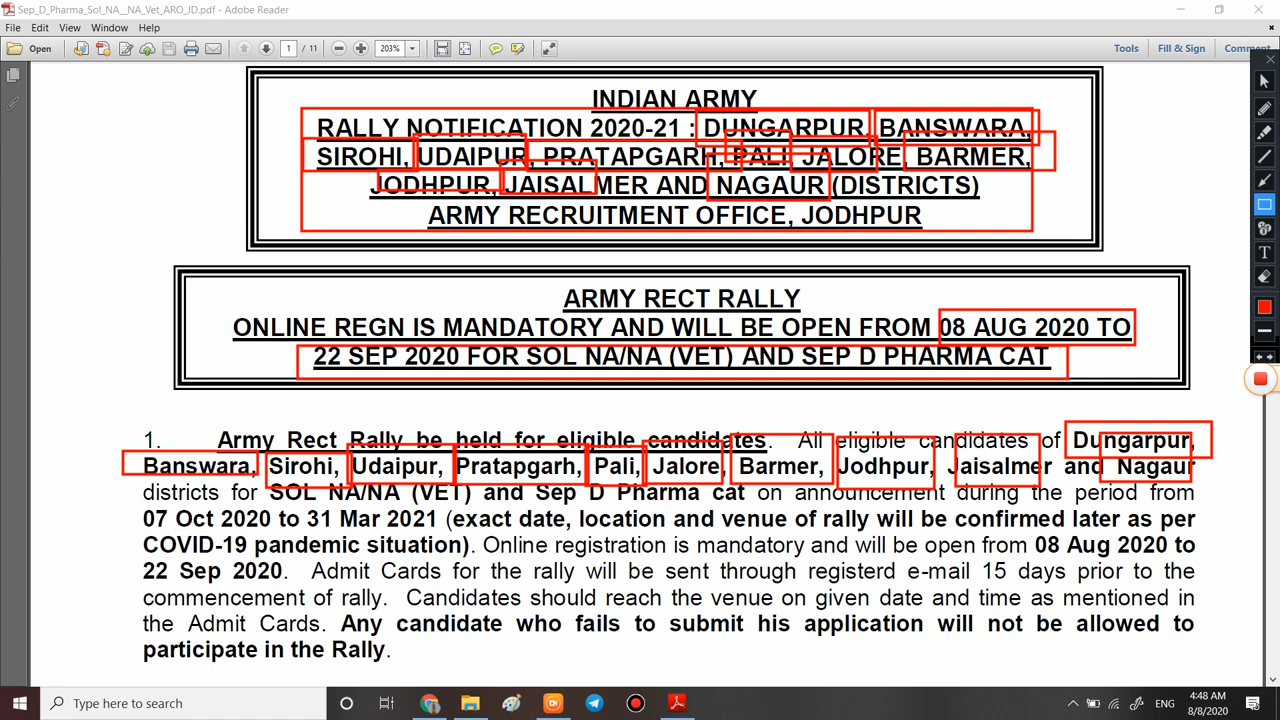 Sep_D_Pharma_Sol_NA__NA_Vet_ARO_JD.pdf - Adobe Reader
File Edit View Window Help
Open 1 / 11 203% Tools Fill & Sign Comment
INDIAN ARMY
RALLY NOTIFICATION 2020-21 : DUNGARPUR, BANSWARA,
SIROHI, UDAIPUR, PRATAPGARH, PALI, JALORE, BARMER,
JODHPUR, JAISALMER AND NAGAUR (DISTRICTS)
ARMY RECRUITMENT OFFICE, JODHPUR
ARMY RECT RALLY
ONLINE REGN IS MANDATORY AND WILL BE OPEN FROM 08 AUG 2020 TO
22 SEP 2020 FOR SOL NA/NA (VET) AND SEP D PHARMA CAT
1. Army Rect Rally be held for eligible candidates. All eligible candidates of Dungarpur,
Banswara, Sirohi, Udaipur, Pratapgarh, Pali, Jalore, Barmer, Jodhpur, Jaisalmer and Nagaur
districts for SOL NA/NA (VET) and Sep D Pharma cat on announcement during the period from
07 Oct 2020 to 31 Mar 2021 (exact date, location and venue of rally will be confirmed later as per
COVID-19 pandemic situation). Online registration is mandatory and will be open from 08 Aug 2020 to
22 Sep 2020. Admit Cards for the rally will be sent through registerd e-mail 15 days prior to the
commencement of rally. Candidates should reach the venue on given date and time as mentioned in
the Admit Cards. Any candidate who fails to submit his application will not be allowed to
participate in the Rally.
Type here to search
ENG
4:48 AM
8/8/2020